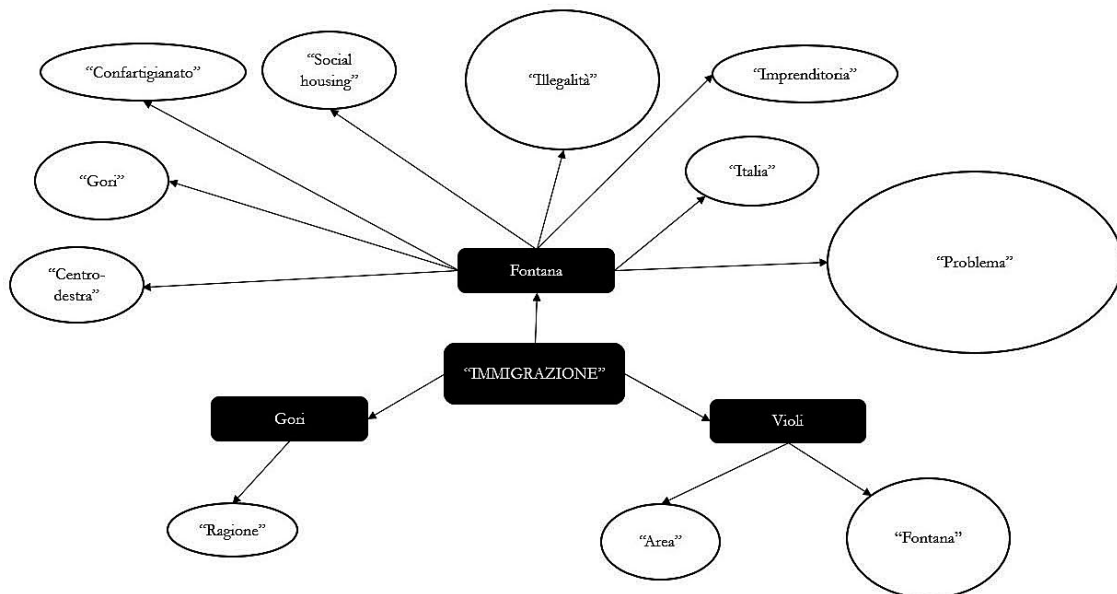 “Confartigianato”
“Social
housing”
“Illegalità”
“Imprenditoria”
“Gori”
“Italia”
“Centro-
destra”
Fontana
“Problema”
“IMMIGRAZIONE”
Gori
Violi
“Ragione”
“Area”
“Fontana”